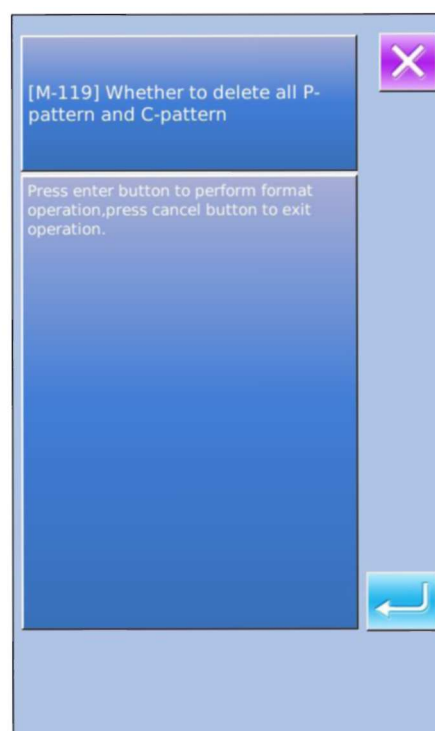 [M-119] Whether to delete all P-
pattern and C-pattern
Press enter button to perform format
operation,press cancel button to exit
operation.